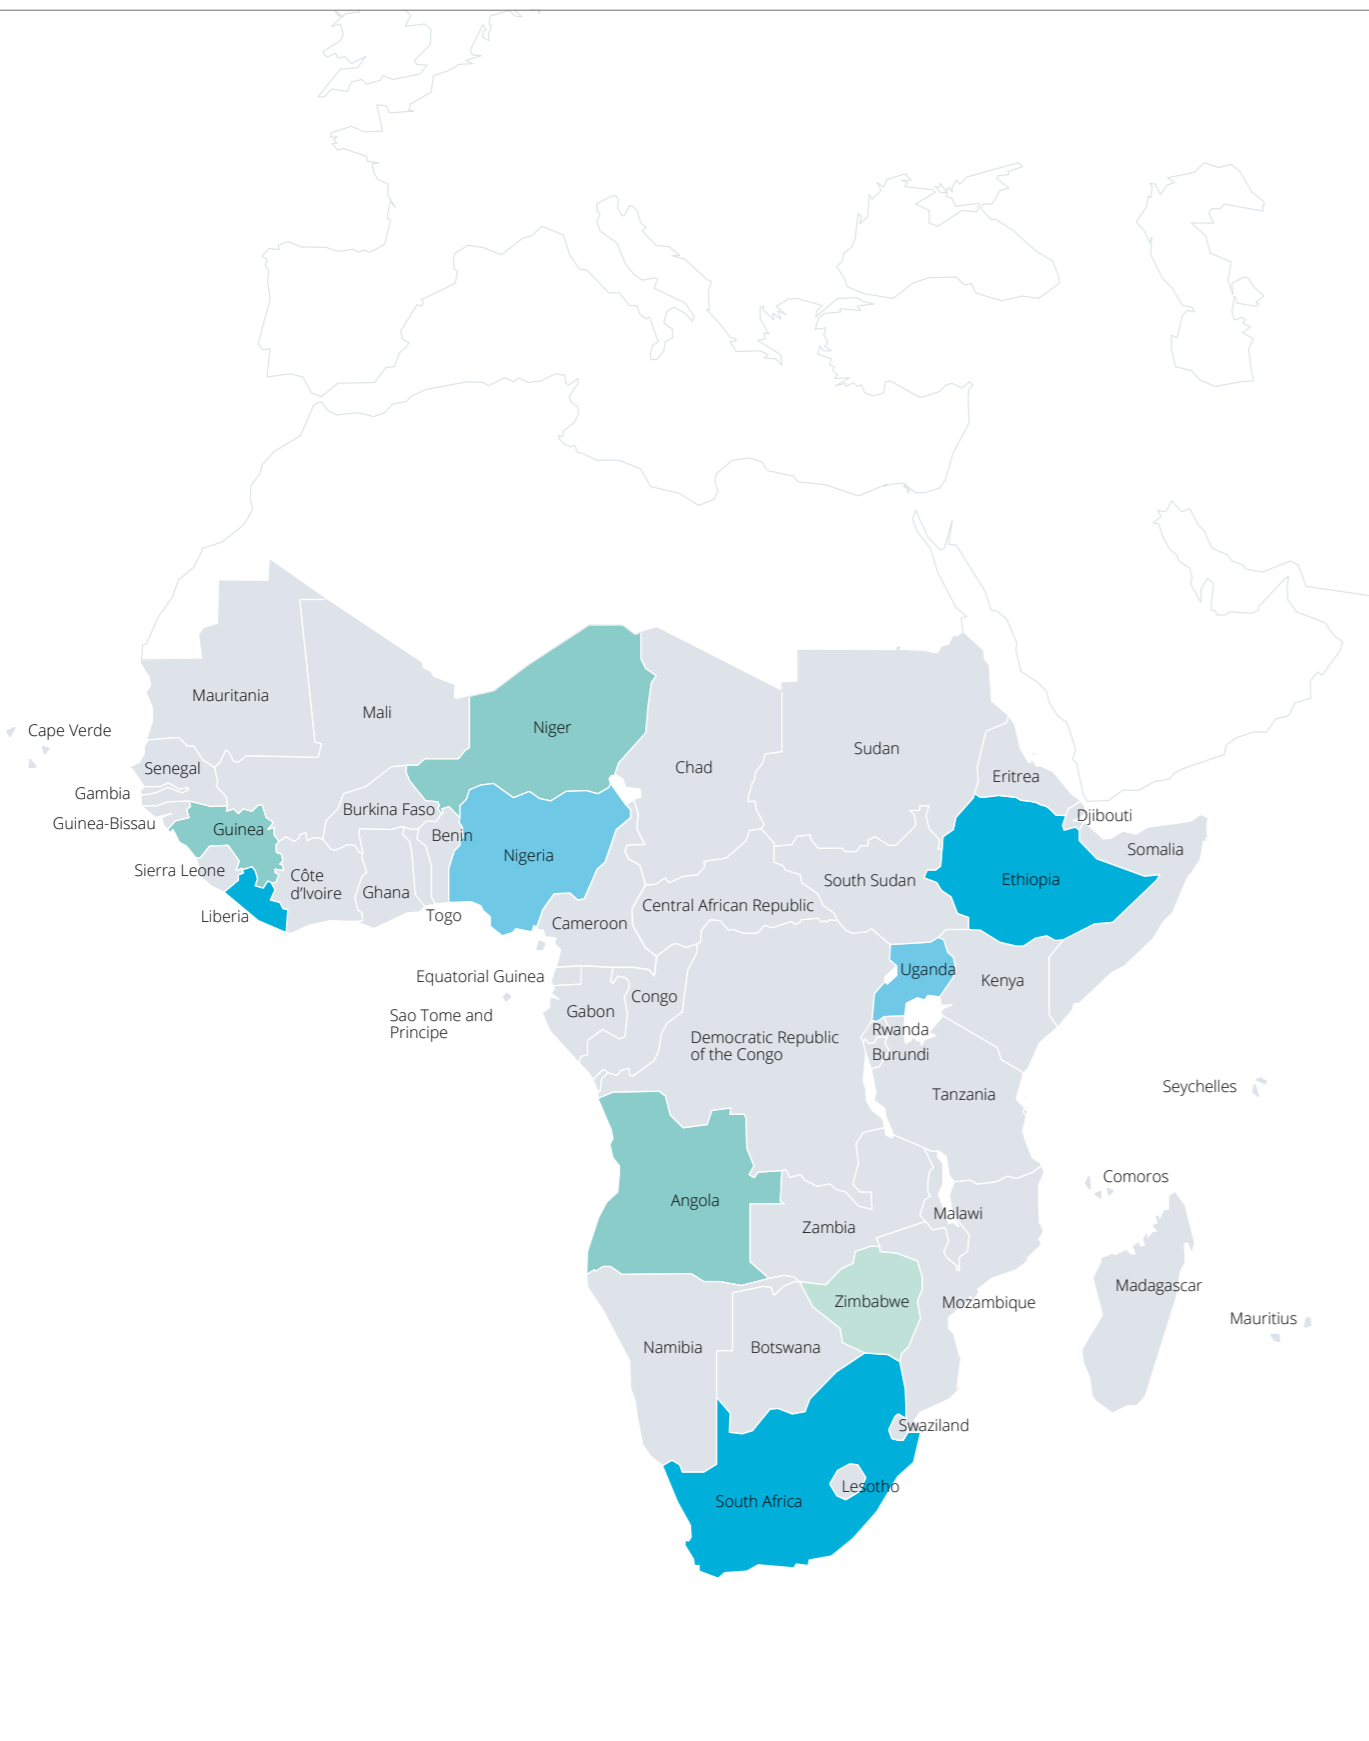 Mauritania
Mali
Niger
Cape Verde
Sudan
Chad
Senegal
Eritrea
Gambia
Burkina Faso
Djibouti
Guinea-Bissau
Guinea
Benin
Somalia
Nigeria
Sierra Leone
Côte
d’Ivoire
Ghana
South Sudan
Ethiopia
Central African Republic
Liberia
Togo
Cameroon
Uganda
Equatorial Guinea
Kenya
Congo
Gabon
Sao Tome and
Principe
Rwanda
Democratic Republic
of the Congo
Burundi
Seychelles
Tanzania
Comoros
Angola
Malawi
Zambia
Madagascar
Zimbabwe
Mozambique
Mauritius
Namibia
Botswana
Swaziland
Lesotho
South Africa